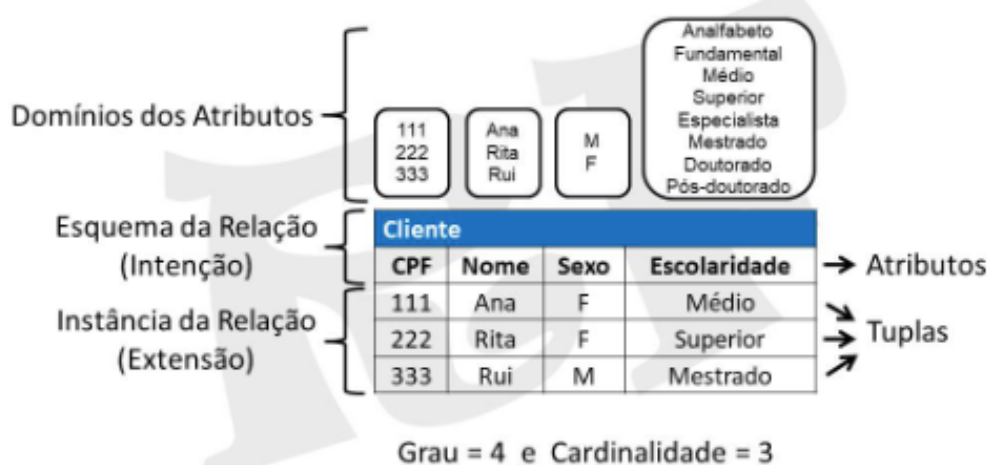 Domínios dos Atributos
111
222
333
Ana
Rita
Rui
M
F
Analfabeto
Fundamental
Médio
Superior
Especialista
Mestrado
Doutorado
Pós-doutorado
Esquema da Relação
(Intenção)
Cliente
CPF Nome Sexo Escolaridade
Atributos
Instância da Relação
(Extensão)
111 Ana F Médio
222 Rita F Superior
333 Rui M Mestrado
Tuplas
Grau = 4 e Cardinalidade = 3